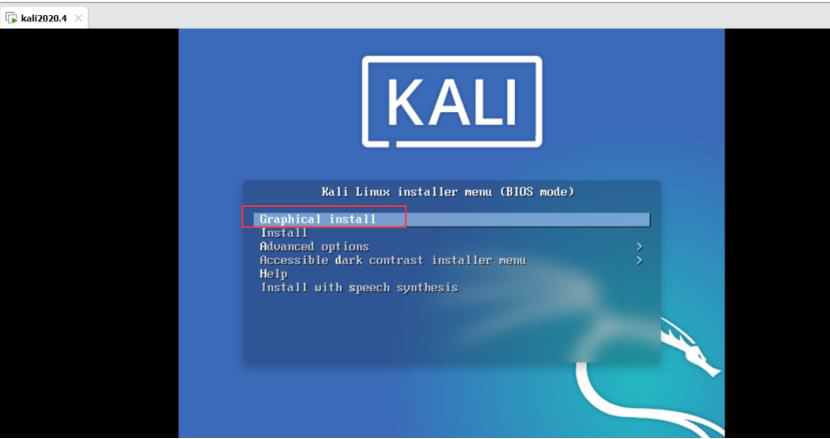 kali2020.4
KALI
Kali Linux installer menu (BIOS mode)
Graphical install
Install
Advanced options >
Accessible dark contrast installer menu >
Help
Install with speech synthesis